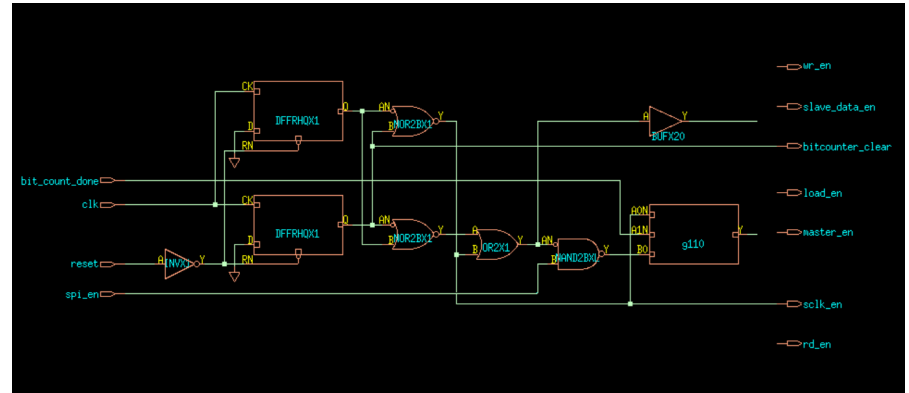 wr_en
CK
DFFRHQX1
Q
AN
NOR2BX1
Y
A
Y
BUFX20
slave_data_en
D
B
RN
bitcounter_clear
bit_count_done
clk
CK
DFFRHQX1
Q
AN
NOR2BX1
Y
A
OR2X1
Y
AN
NAND2BXL
Y
A0N
A1N
B0
g110
Y
load_en
D
B
B
B
master_en
reset
A
INVX1
Y
RN
spi_en
sclk_en
rd_en